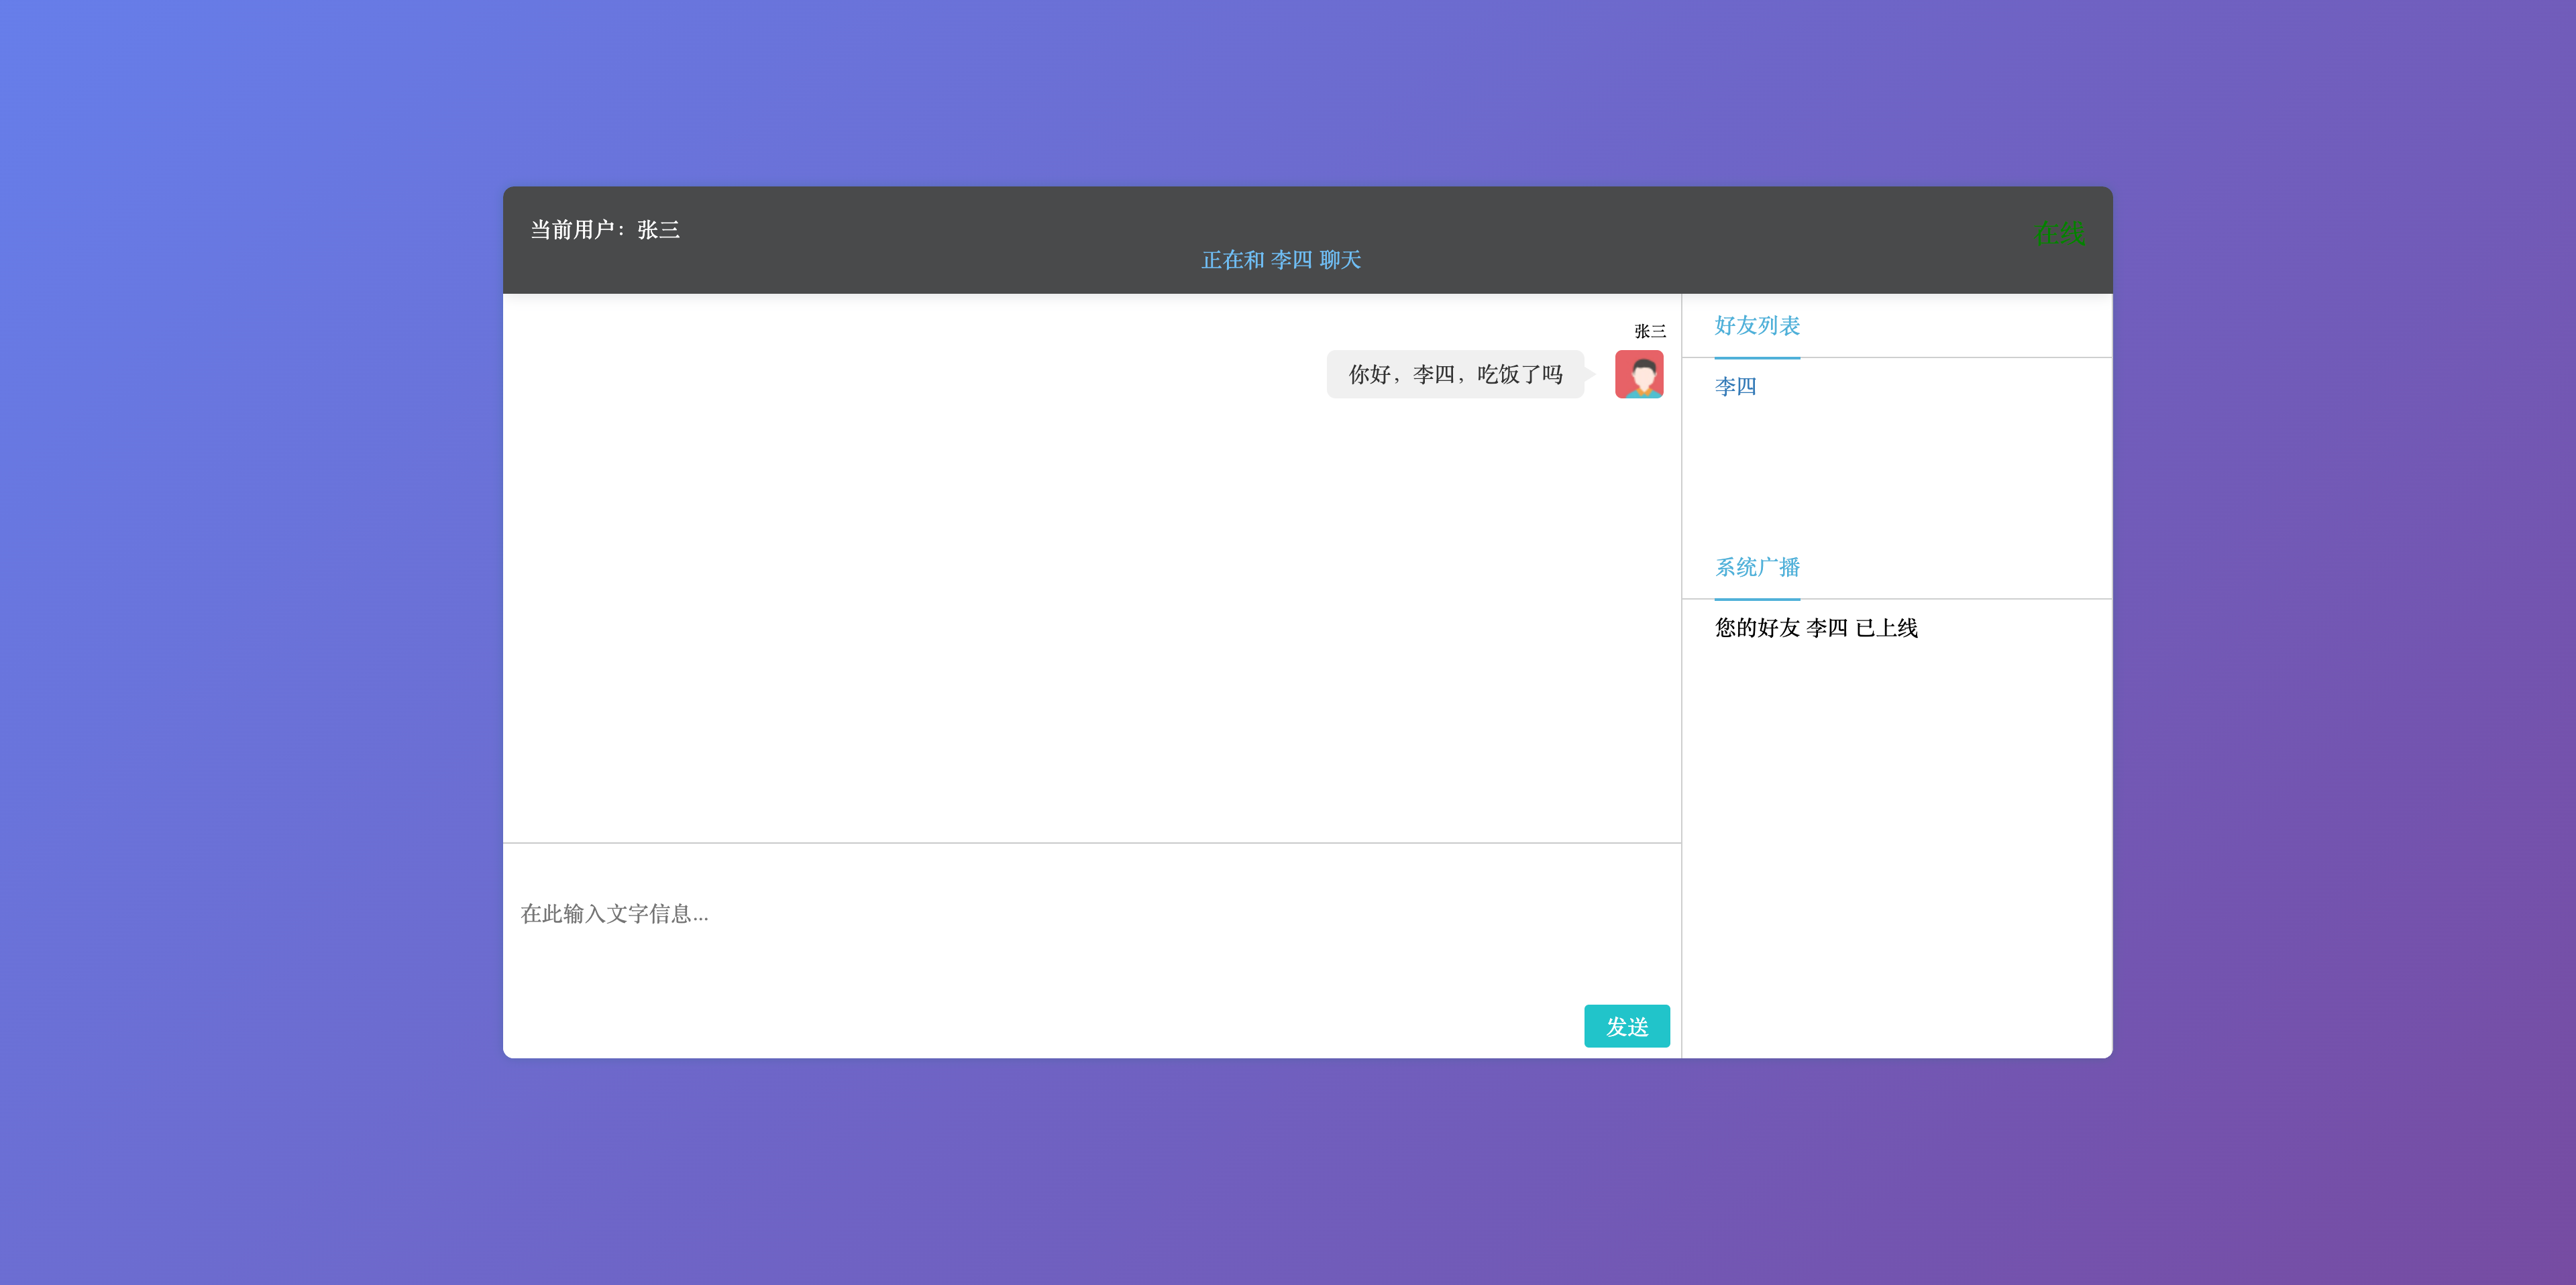 当前用户：张三
在线
正在和 李四 聊天
张三
你好，李四，吃饭了吗
在此输入文字信息...
发送
好友列表
李四
系统广播
您的好友 李四 已上线